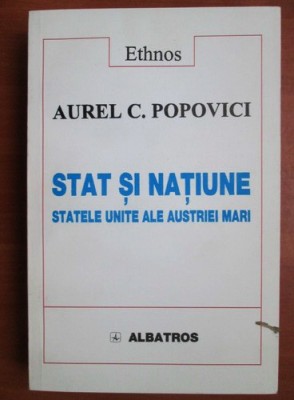 Ethnos
AUREL C. POPOVICI
STAT ȘI NAȚIUNE
STATELE UNITE ALE AUSTRIEI MARI
ALBATROS